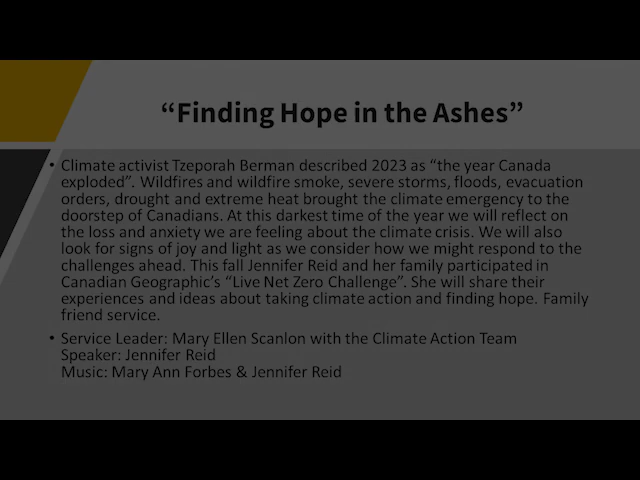 “Finding Hope in the Ashes”
• Climate activist Tzeporah Berman described 2023 as “the year Canada
exploded”. Wildfires and wildfire smoke, severe storms, floods, evacuation
orders, drought and extreme heat brought the climate emergency to the
doorstep of Canadians. At this darkest time of the year we will reflect on
the loss and anxiety we are feeling about the climate crisis. We will also
look for signs of joy and light as we consider how we might respond to the
challenges ahead. This fall Jennifer Reid and her family participated in
Canadian Geographic’s “Live Net Zero Challenge”. She will share their
experiences and ideas about taking climate action and finding hope. Family
friend service.
• Service Leader: Mary Ellen Scanlon with the Climate Action Team
Speaker: Jennifer Reid
Music: Mary Ann Forbes & Jennifer Reid